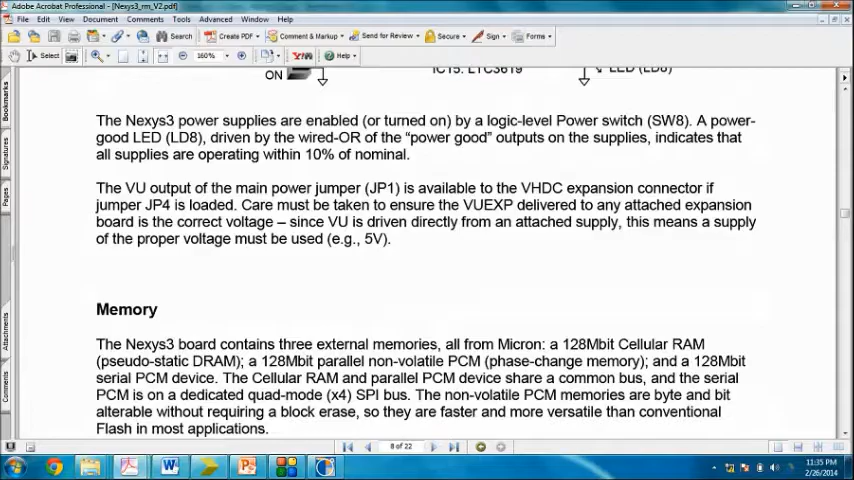 Adobe Acrobat Professional - [Nexys3_rm_V2.pdf]
File Edit View Document Comments Tools Advanced Window Help
Search Create PDF Comment & Markup Send for Review Secure Sign Forms
Select 160% Y! Help
ON IC15: LTC3619 LED (LD8)
The Nexys3 power supplies are enabled (or turned on) by a logic-level Power switch (SW8). A power-
good LED (LD8), driven by the wired-OR of the “power good” outputs on the supplies, indicates that
all supplies are operating within 10% of nominal.
The VU output of the main power jumper (JP1) is available to the VHDC expansion connector if
jumper JP4 is loaded. Care must be taken to ensure the VUEXP delivered to any attached expansion
board is the correct voltage – since VU is driven directly from an attached supply, this means a supply
of the proper voltage must be used (e.g., 5V).
Memory
The Nexys3 board contains three external memories, all from Micron: a 128Mbit Cellular RAM
(pseudo-static DRAM); a 128Mbit parallel non-volatile PCM (phase-change memory); and a 128Mbit
serial PCM device. The Cellular RAM and parallel PCM device share a common bus, and the serial
PCM is on a dedicated quad-mode (x4) SPI bus. The non-volatile PCM memories are byte and bit
alterable without requiring a block erase, so they are faster and more versatile than conventional
Flash in most applications.
Bookmarks
Signatures
Pages
Attachments
Comments
8 of 22
11:35 PM
2/26/2014